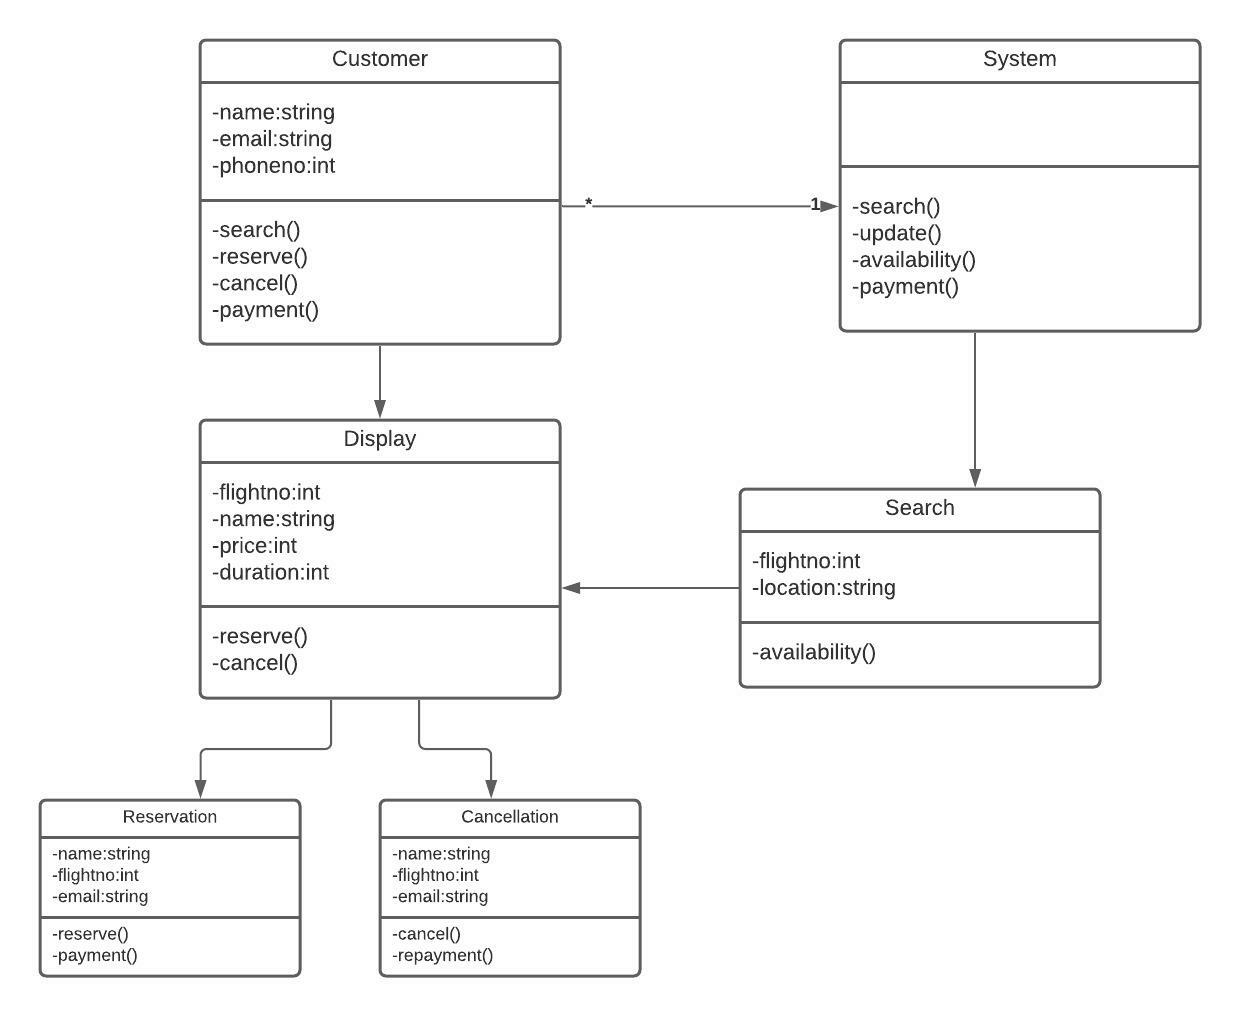 Customer
-name:string
-email:string
-phoneno:int
-search()
-reserve()
-cancel()
-payment()
* 1
System
-search()
-update()
-availability()
-payment()
Display
-flightno:int
-name:string
-price:int
-duration:int
-reserve()
-cancel()
Search
-flightno:int
-location:string
-availability()
Reservation
-name:string
-flightno:int
-email:string
-reserve()
-payment()
Cancellation
-name:string
-flightno:int
-email:string
-cancel()
-repayment()